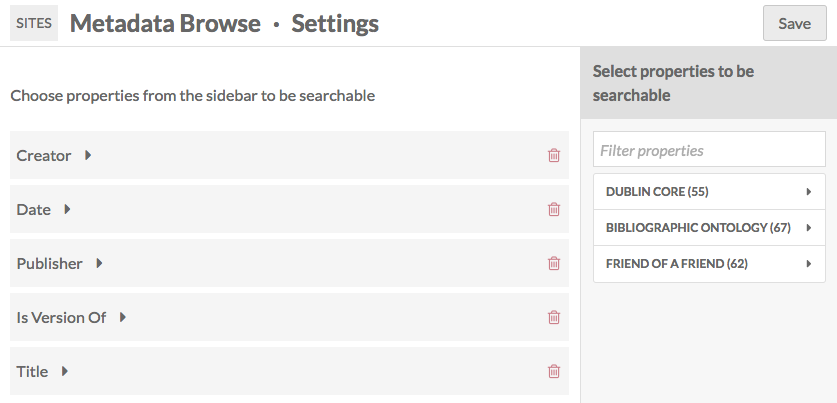 SITES Metadata Browse · Settings
Save
Choose properties from the sidebar to be searchable
Creator
Date
Publisher
Is Version Of
Title
Select properties to be
searchable
Filter properties
DUBLIN CORE (55)
BIBLIOGRAPHIC ONTOLOGY (67)
FRIEND OF A FRIEND (62)